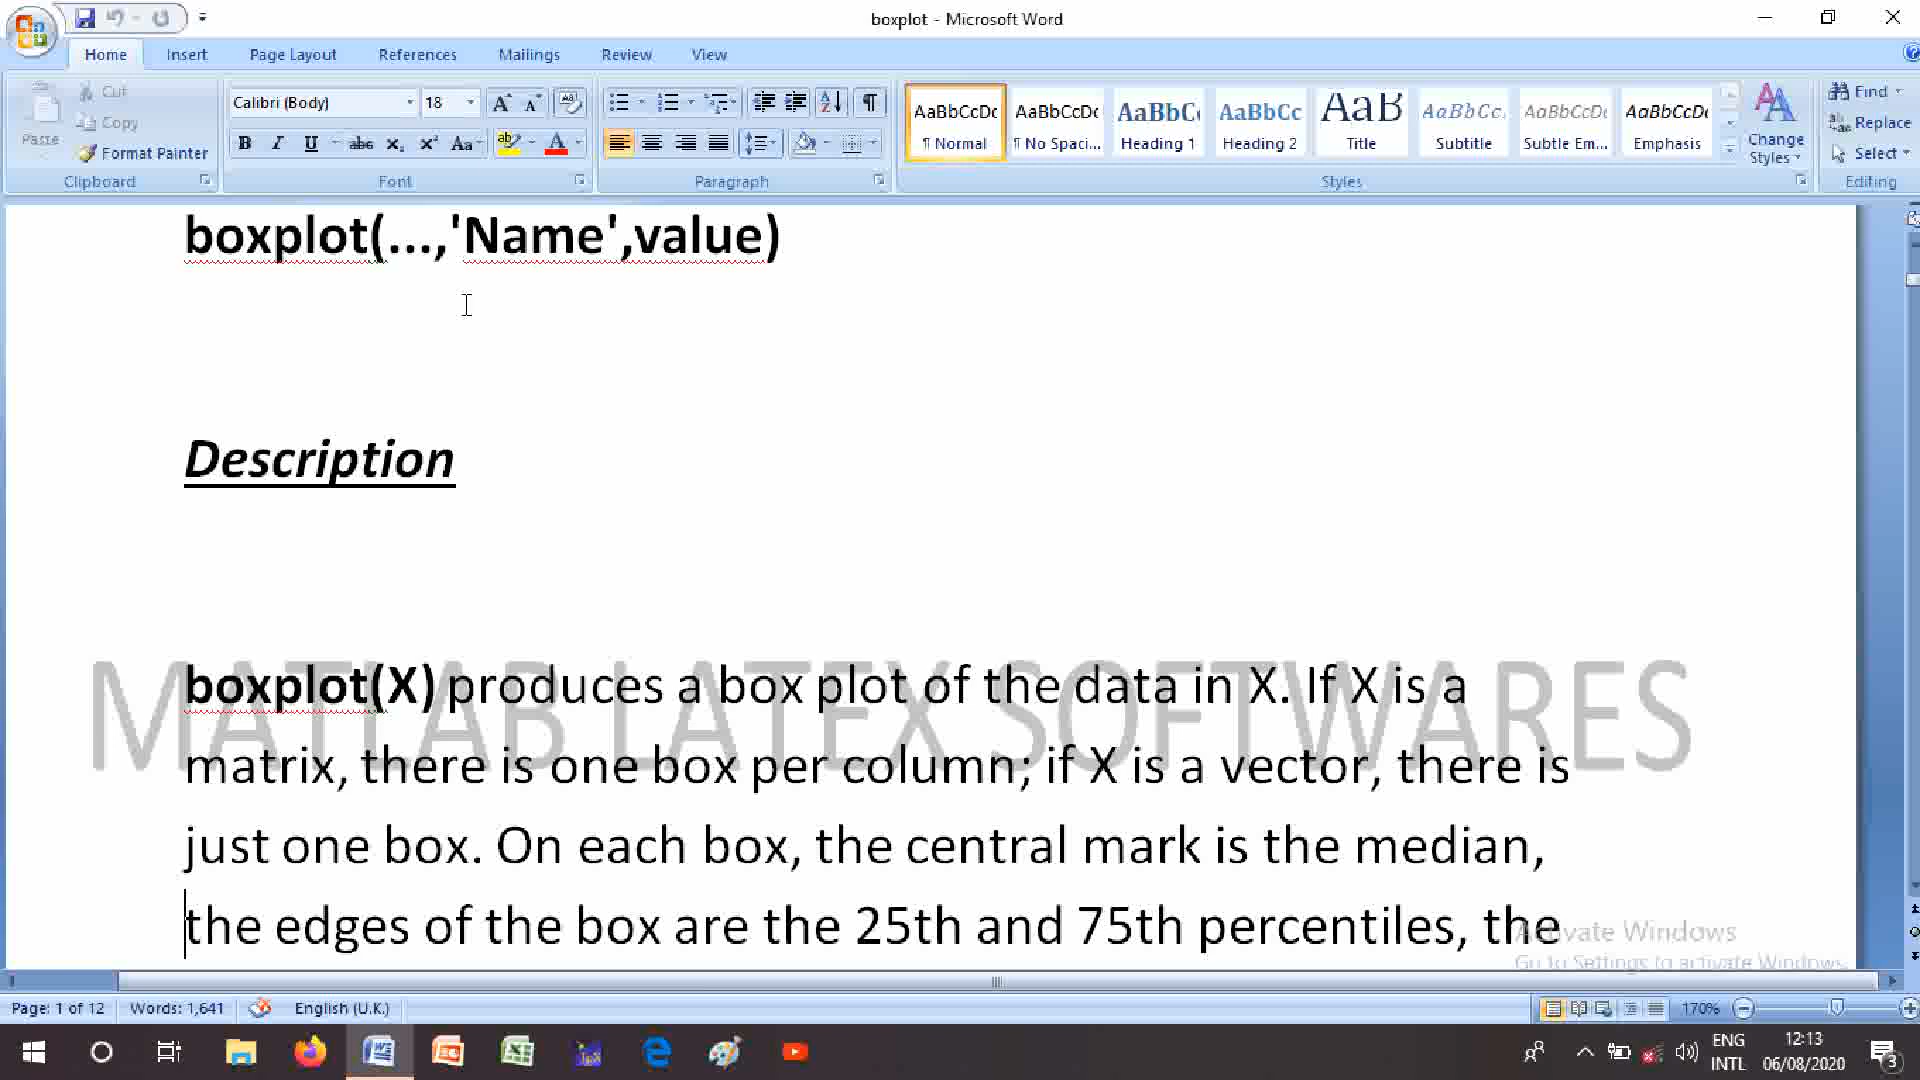 boxplot - Microsoft Word
Home Insert Page Layout References Mailings Review View
Paste
Cut
Copy
Format Painter
Clipboard
Calibri (Body) 18
Font
Paragraph
AaBbCcDc AaBbCcDc AaBbC AaBbCc AaB AaBbCc. AaBbCcDc AaBbCcDc
¶ Normal ¶ No Spaci... Heading 1 Heading 2 Title Subtitle Subtle Em... Emphasis
Styles
Change Styles
Find
Replace
Select
Editing
boxplot(...,'Name',value)
Description
MATLAB LATEX SOFTWARES
boxplot(X) produces a box plot of the data in X. If X is a
matrix, there is one box per column; if X is a vector, there is
just one box. On each box, the central mark is the median,
the edges of the box are the 25th and 75th percentiles, the
Activate Windows
Go to Settings to activate Windows.
Page: 1 of 12 Words: 1,641 English (U.K.) 170%
ENG
INTL
12:13
06/08/2020
3